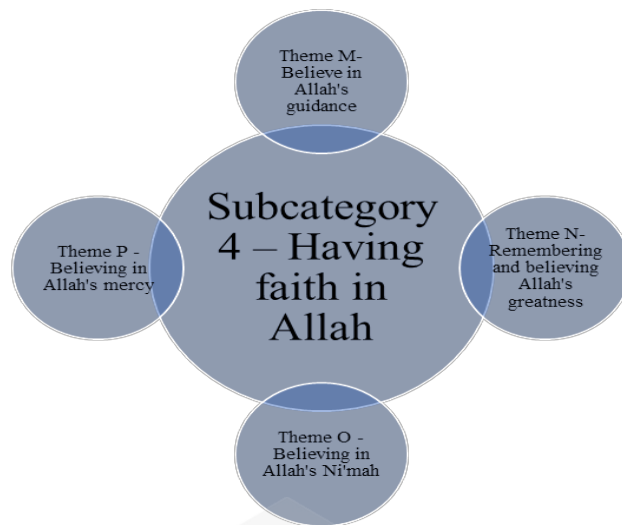 Theme M-
Believe in
Allah's
guidance
Subcategory
4 – Having
faith in
Allah
Theme P -
Believing in
Allah's mercy
Theme N-
Remembering
and believing
Allah's
greatness
Theme O -
Believing in
Allah's Ni'mah